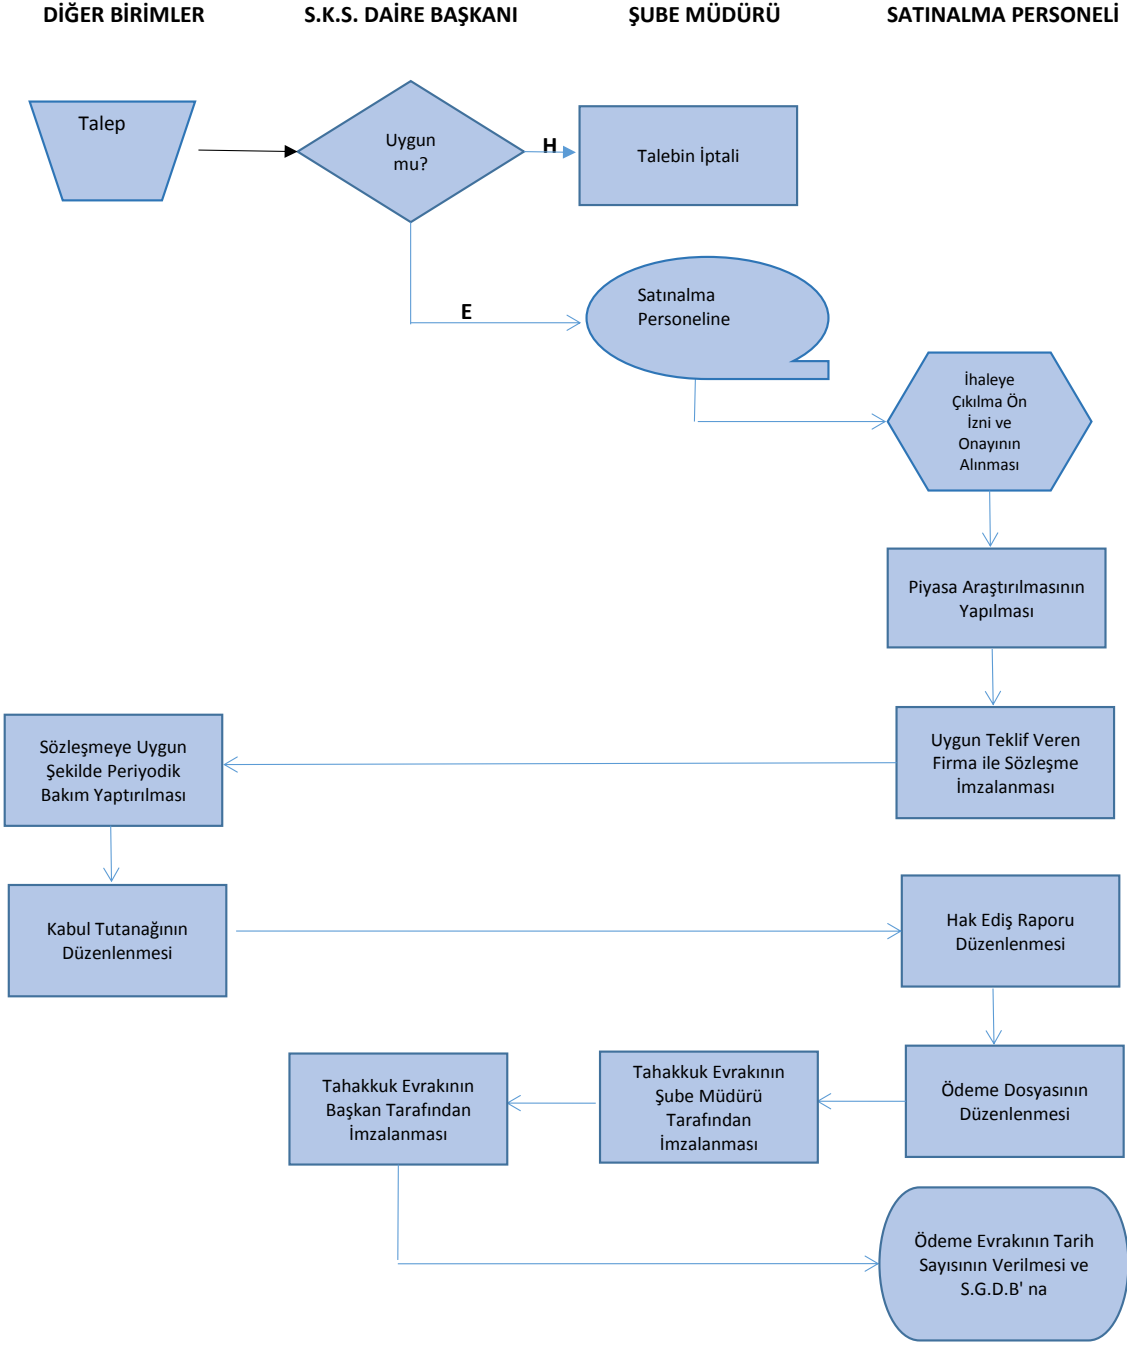 DİĞER BİRİMLER
S.K.S. DAİRE BAŞKANI
ŞUBE MÜDÜRÜ
SATINALMA PERSONELİ
Talep
Uygun
mu?
H
Talebin İptali
E
Satınalma
Personeline
İhaleye
Çıkılma Ön
İzni ve
Onayının
Alınması
Piyasa Araştırılmasının
Yapılması
Uygun Teklif Veren
Firma ile Sözleşme
İmzalanması
Sözleşmeye Uygun
Şekilde Periyodik
Bakım Yaptırılması
Kabul Tutanağının
Düzenlenmesi
Hak Ediş Raporu
Düzenlenmesi
Ödeme Dosyasının
Düzenlenmesi
Tahakkuk Evrakının
Şube Müdürü
Tarafından
İmzalanması
Tahakkuk Evrakının
Başkan Tarafından
İmzalanması
Ödeme Evrakının Tarih
Sayısının Verilmesi ve
S.G.D.B' na